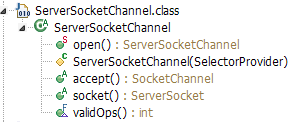 ServerSocketChannel.class
ServerSocketChannel
open() : ServerSocketChannel
ServerSocketChannel(SelectorProvider)
accept() : SocketChannel
socket() : ServerSocket
validOps() : int